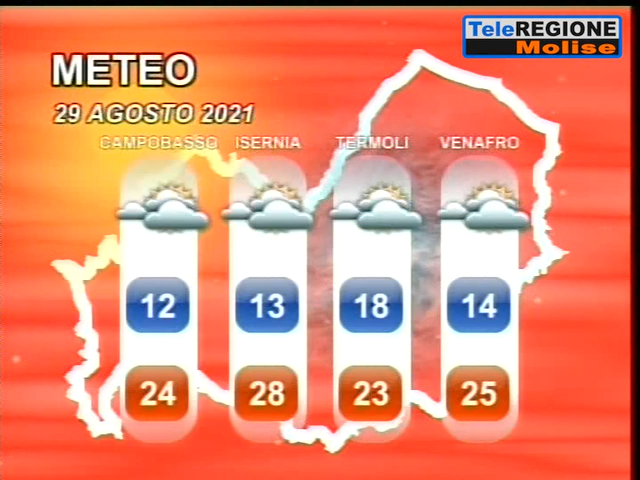 TeleREGIONE
Molise
METEO
29 AGOSTO 2021
CAMPOBASSO ISERNIA TERMOLI VENAFRO
12 13 18 14
24 28 23 25